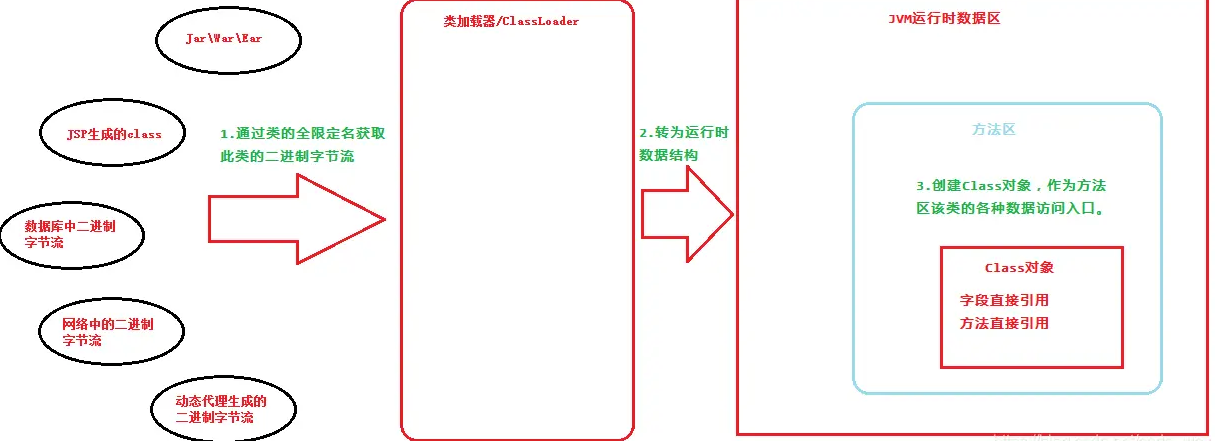 Jar\War\Ear
JSP生成的class
数据库中二进制
字节流
网络中的二进制
字节流
动态代理生成的
二进制字节流
1.通过类的全限定名获取
此类的二进制字节流
类加载器/ClassLoader
2.转为运行时
数据结构
JVM运行时数据区
方法区
3.创建Class对象，作为方法
区该类的各种数据访问入口。
Class对象
字段直接引用
方法直接引用